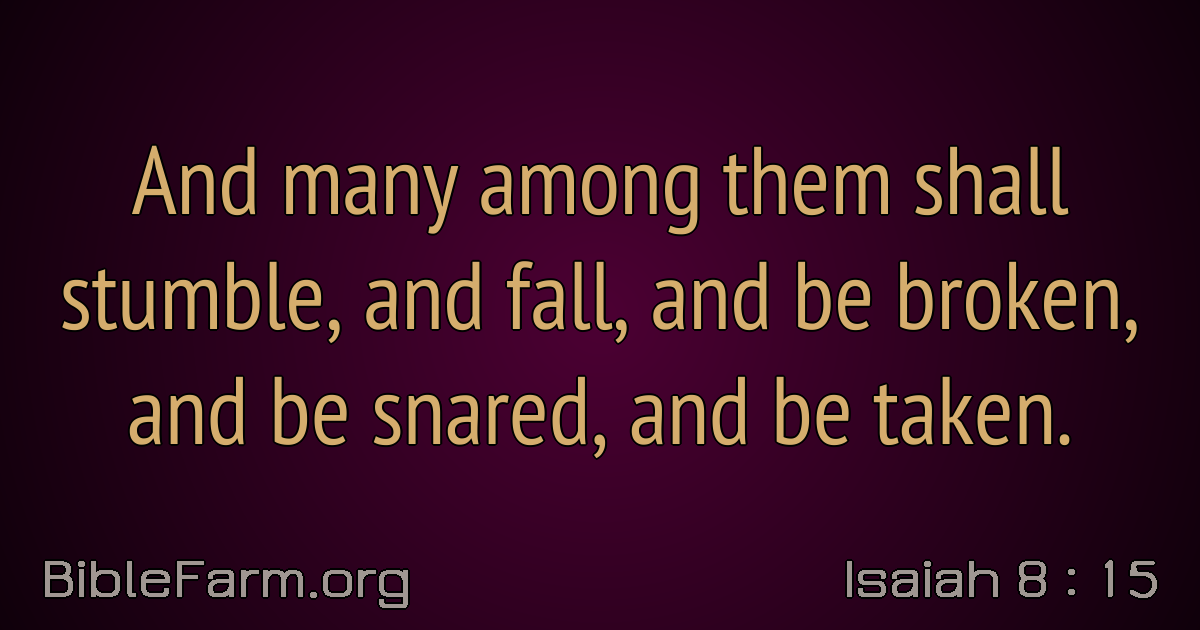 And many among them shall
stumble, and fall, and be broken,
and be snared, and be taken.
BibleFarm.org
Isaiah 8 : 15